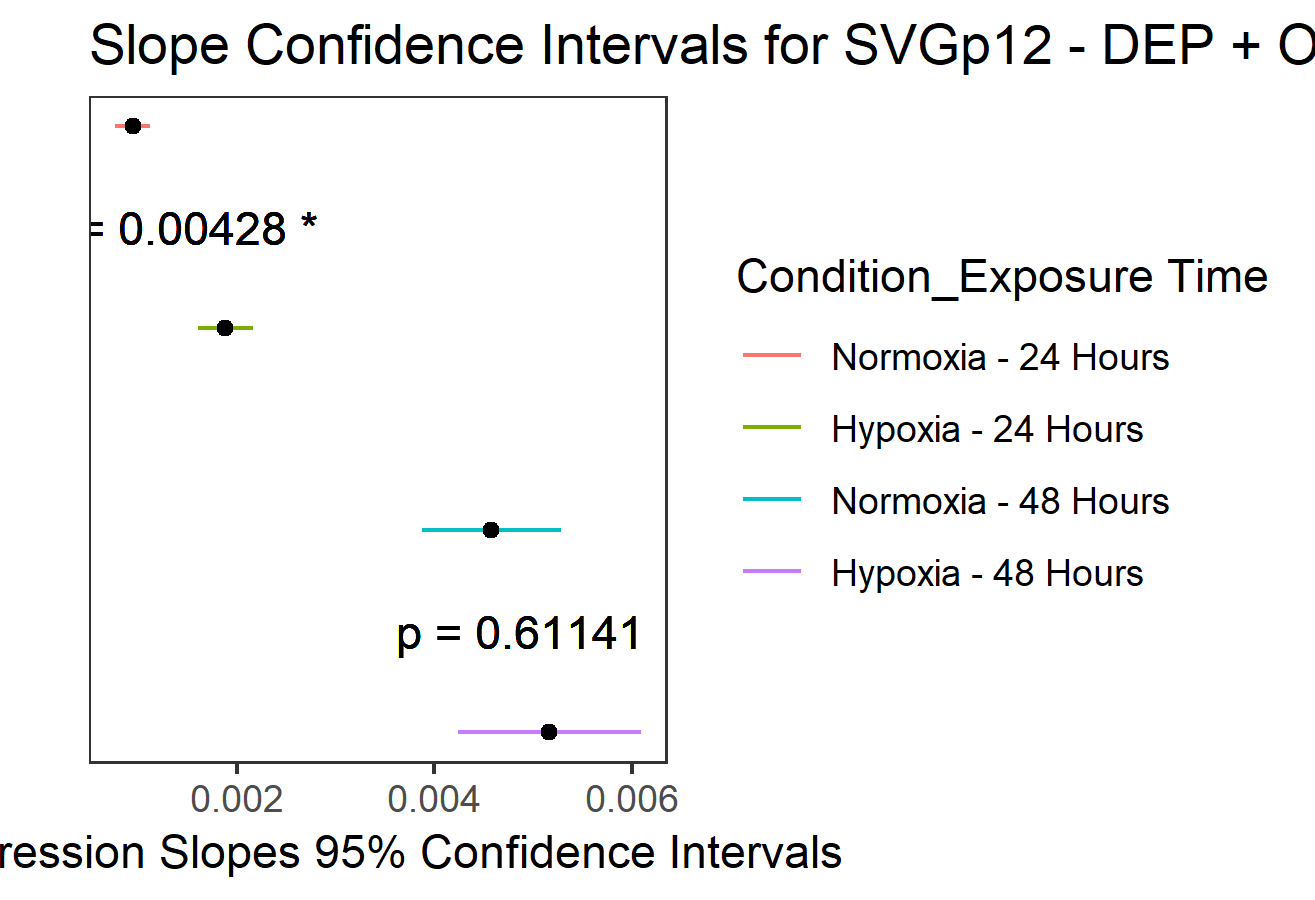 Slope Confidence Intervals for SVGp12 - DEP + O
= 0.00428 *
p = 0.61141
0.002 0.004 0.006
ression Slopes 95% Confidence Intervals
Condition_Exposure Time
Normoxia - 24 Hours
Hypoxia - 24 Hours
Normoxia - 48 Hours
Hypoxia - 48 Hours